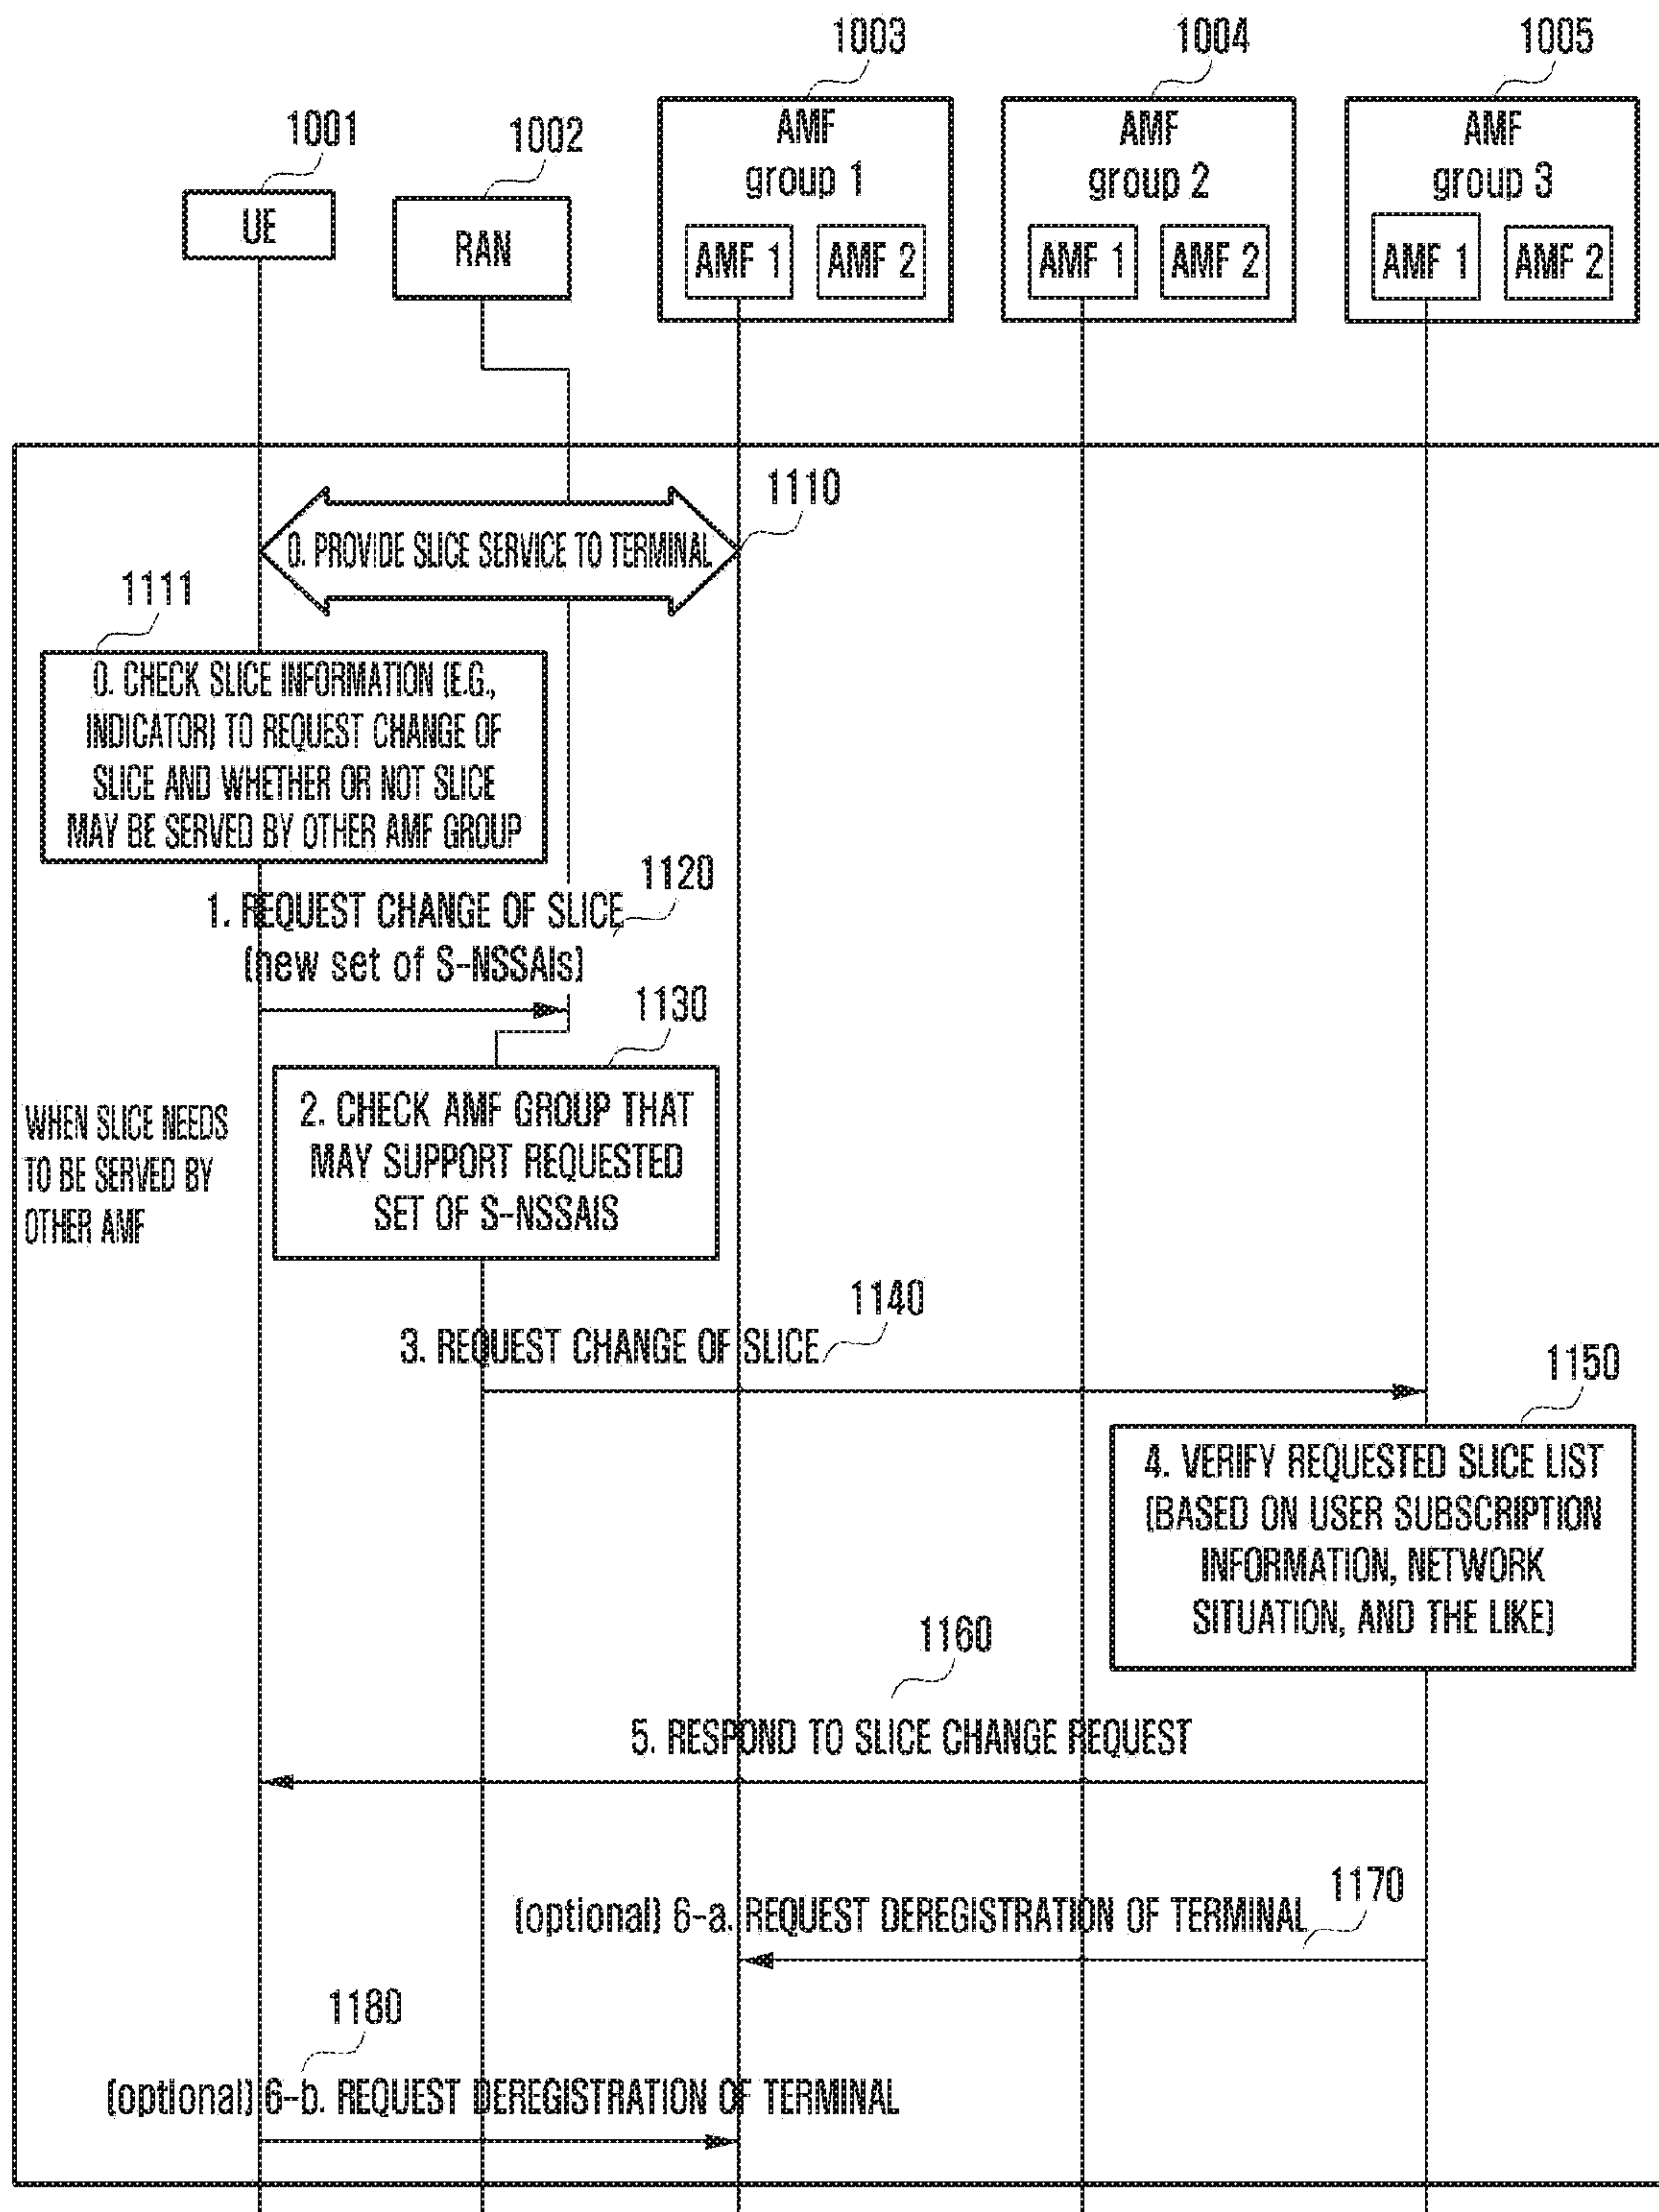 1003
1004
1005
1001
1002
AMF
group 1
AMF
group 2
AMF
group 3
UE
RAN
AMF 1
AMF 2
AMF 1
AMF 2
AMF 1
AMF 2
1110
0. PROVIDE SLICE SERVICE TO TERMINAL
1111
0. CHECK SLICE INFORMATION (E.G.,
INDICATOR) TO REQUEST CHANGE OF
SLICE AND WHETHER OR NOT SLICE
MAY BE SERVED BY OTHER AMF GROUP
1120
1. REQUEST CHANGE OF SLICE
(new set of S-NSSAIs)
1130
2. CHECK AMF GROUP THAT
MAY SUPPORT REQUESTED
SET OF S-NSSAIS
WHEN SLICE NEEDS
TO BE SERVED BY
OTHER AMF
1140
3. REQUEST CHANGE OF SLICE
1150
4. VERIFY REQUESTED SLICE LIST
(BASED ON USER SUBSCRIPTION
INFORMATION, NETWORK
SITUATION, AND THE LIKE)
1160
5. RESPOND TO SLICE CHANGE REQUEST
1170
(optional) 6-a. REQUEST DEREGISTRATION OF TERMINAL
1180
(optional) 6-b. REQUEST DEREGISTRATION OF TERMINAL